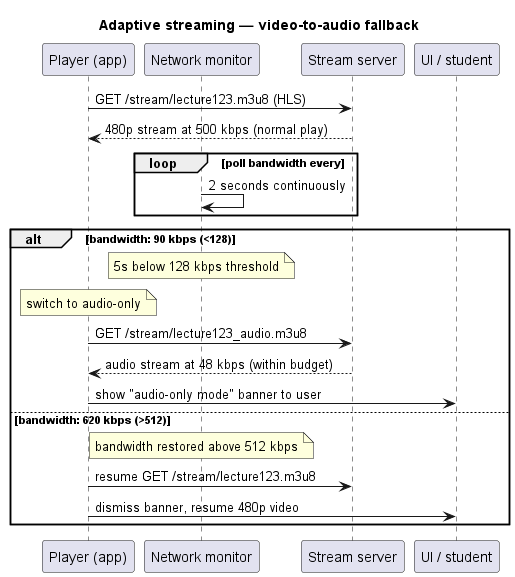 Adaptive streaming — video-to-audio fallback
Player (app)
Network monitor
Stream server
UI / student
GET /stream/lecture123.m3u8 (HLS)
480p stream at 500 kbps (normal play)
loop
[poll bandwidth every]
2 seconds continuously
alt
[bandwidth: 90 kbps (<128)]
5s below 128 kbps threshold
switch to audio-only
GET /stream/lecture123_audio.m3u8
audio stream at 48 kbps (within budget)
show "audio-only mode" banner to user
[bandwidth: 620 kbps (>512)]
bandwidth restored above 512 kbps
resume GET /stream/lecture123.m3u8
dismiss banner, resume 480p video
Player (app)
Network monitor
Stream server
UI / student